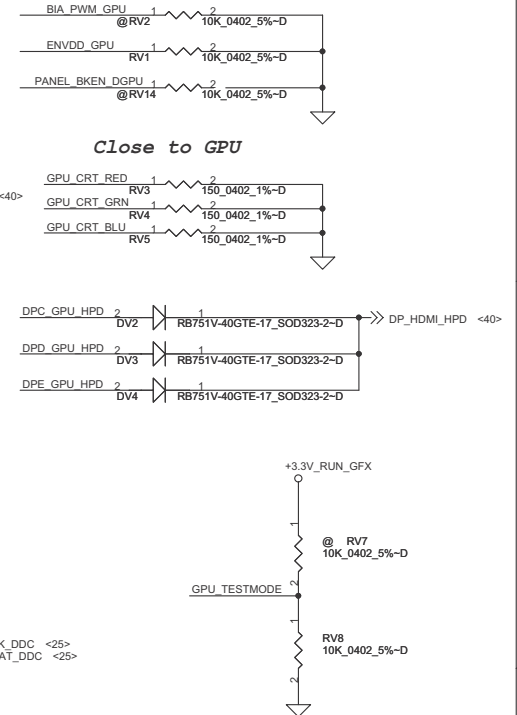 BIA_PWM_GPU 1 2
@RV2 10K_0402_5%~D
ENVDD_GPU 1 2
RV1 10K_0402_5%~D
PANEL_BKEN_DGPU 1 2
@RV14 10K_0402_5%~D
Close to GPU
<40>
GPU_CRT_RED 1 2
RV3 150_0402_1%~D
GPU_CRT_GRN 1 2
RV4 150_0402_1%~D
GPU_CRT_BLU 1 2
RV5 150_0402_1%~D
DPC_GPU_HPD 2 1
DV2 RB751V-40GTE-17_SOD323-2~D
DP_HDMI_HPD <40>
DPD_GPU_HPD 2 1
DV3 RB751V-40GTE-17_SOD323-2~D
DPE_GPU_HPD 2 1
DV4 RB751V-40GTE-17_SOD323-2~D
+3.3V_RUN_GFX
1
@ RV7
10K_0402_5%~D
2
GPU_TESTMODE
1
RV8
10K_0402_5%~D
2
K_DDC <25>
AT_DDC <25>